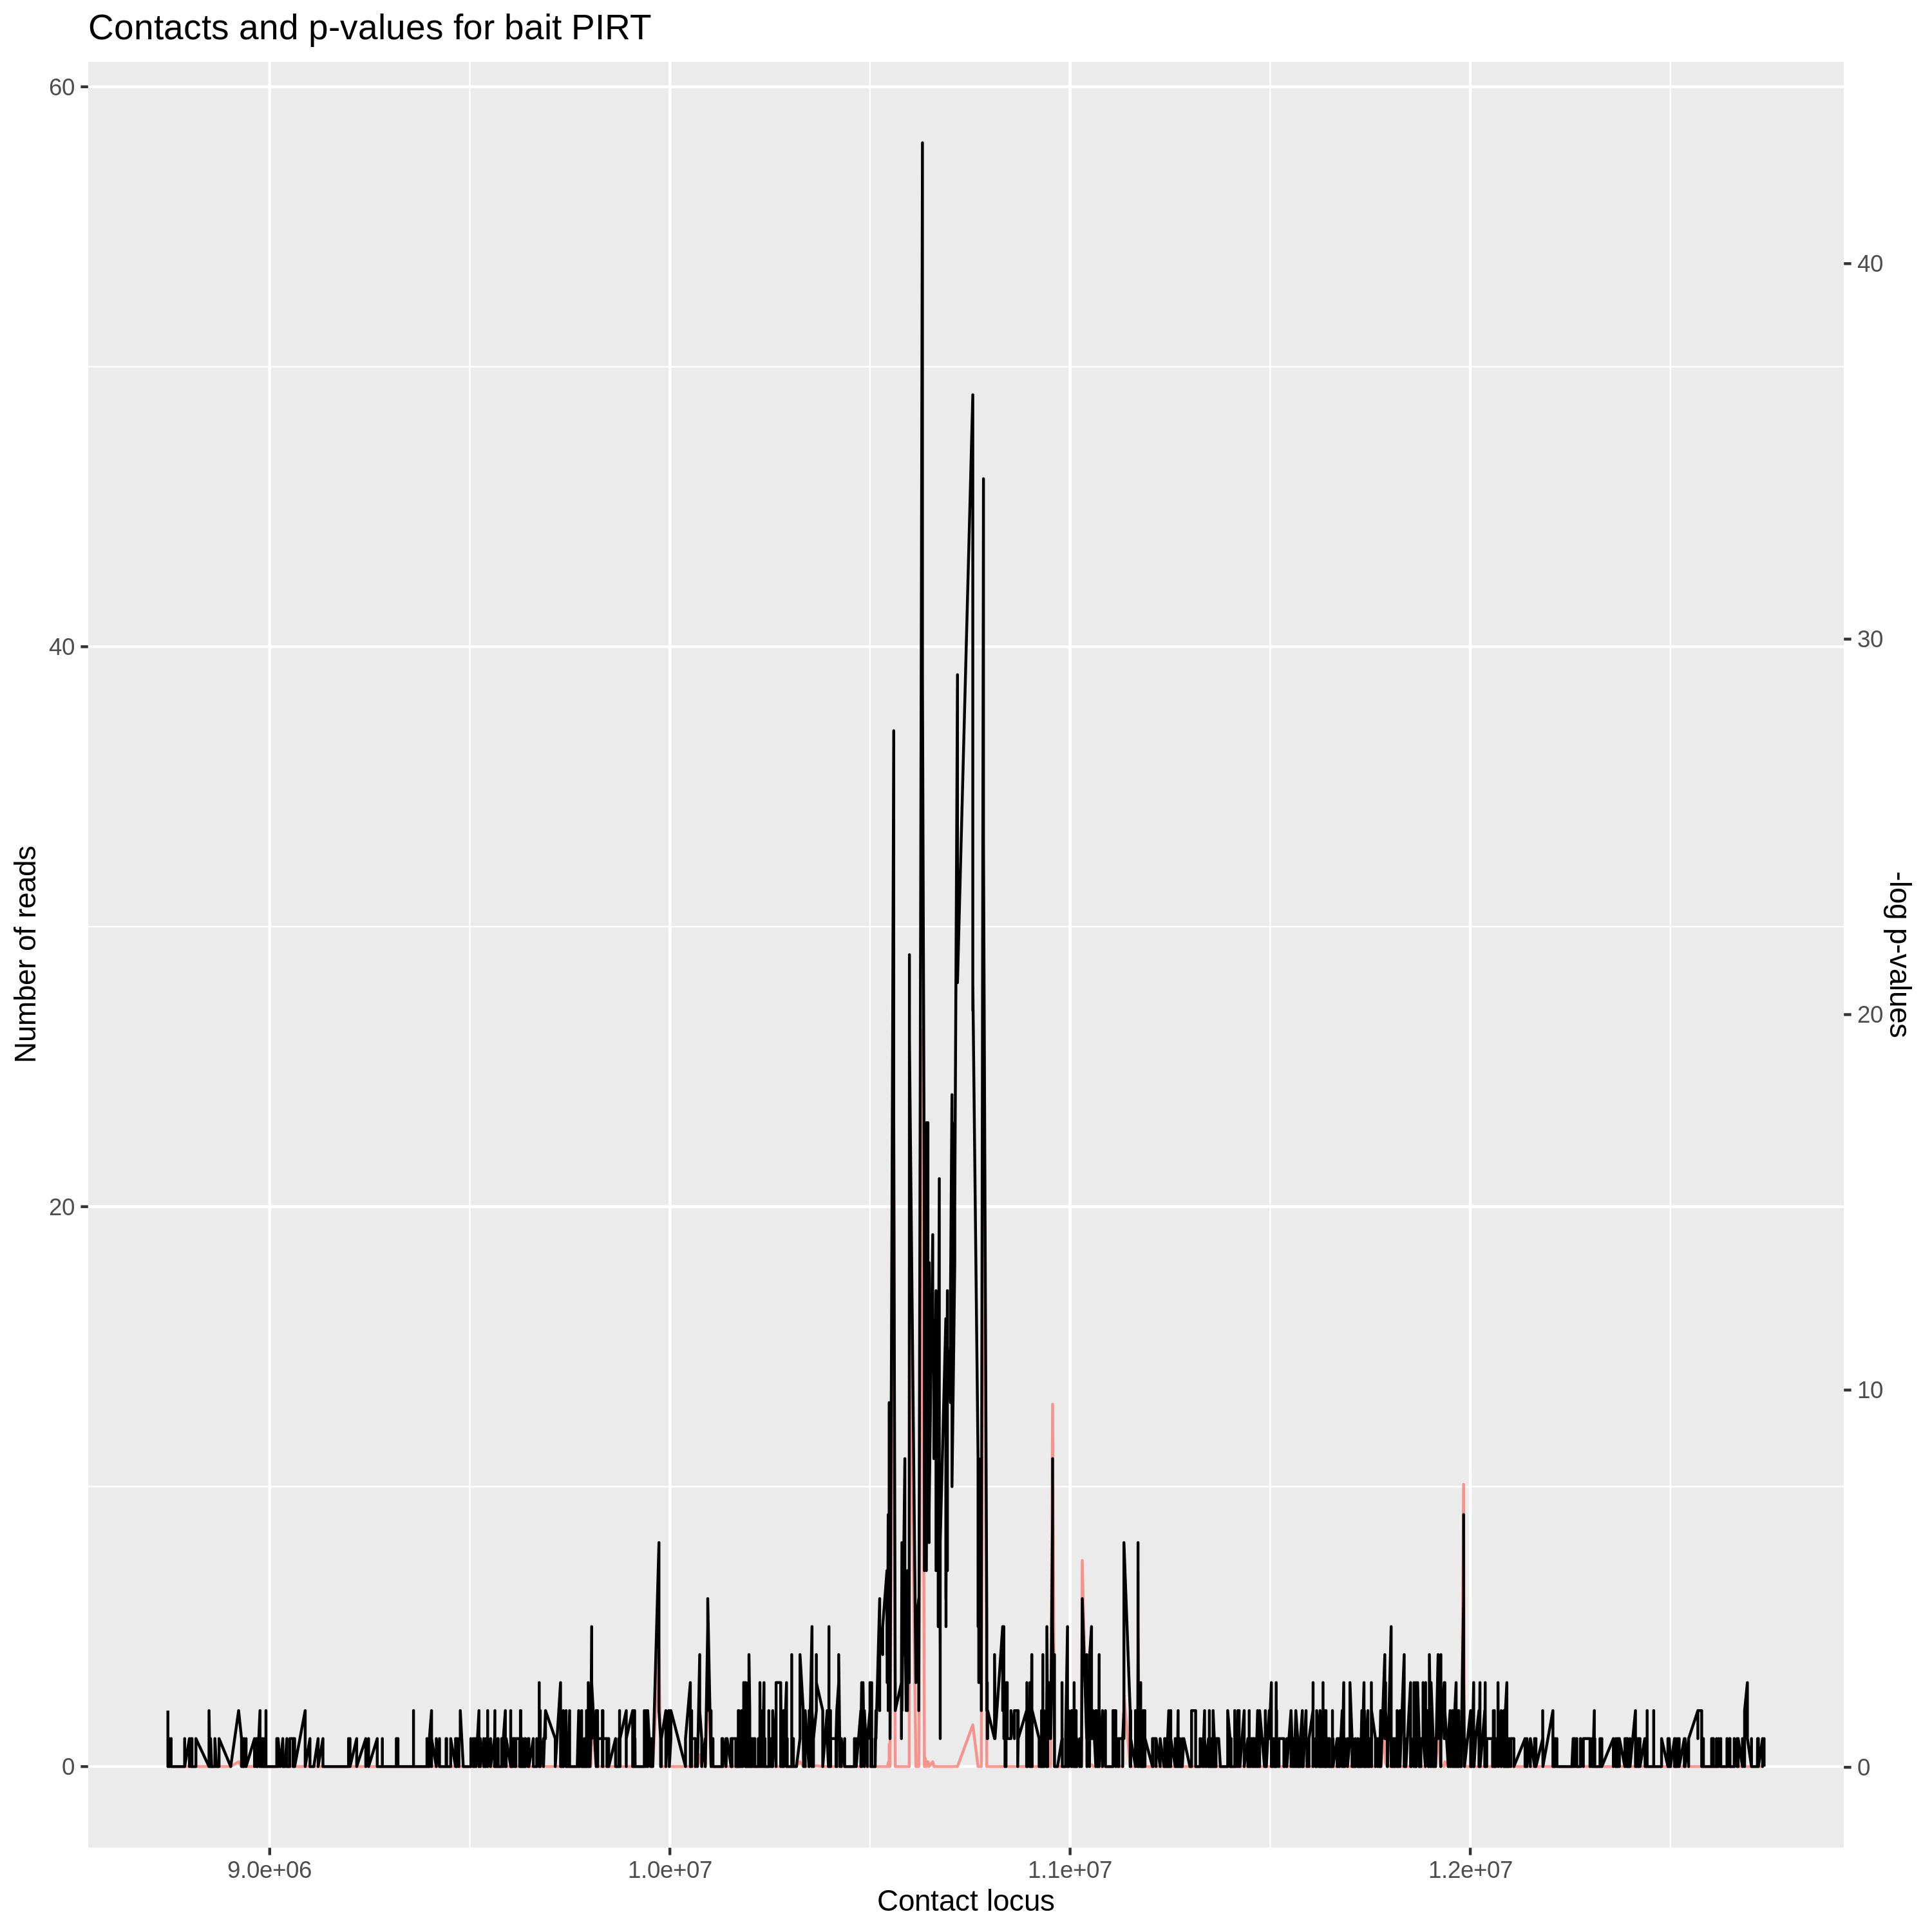 Contacts and p-values for bait PIRT
60
40
20
0
Number of reads
40
30
20
10
0
-log p-values
9.0e+06
1.0e+07
1.1e+07
1.2e+07
Contact locus